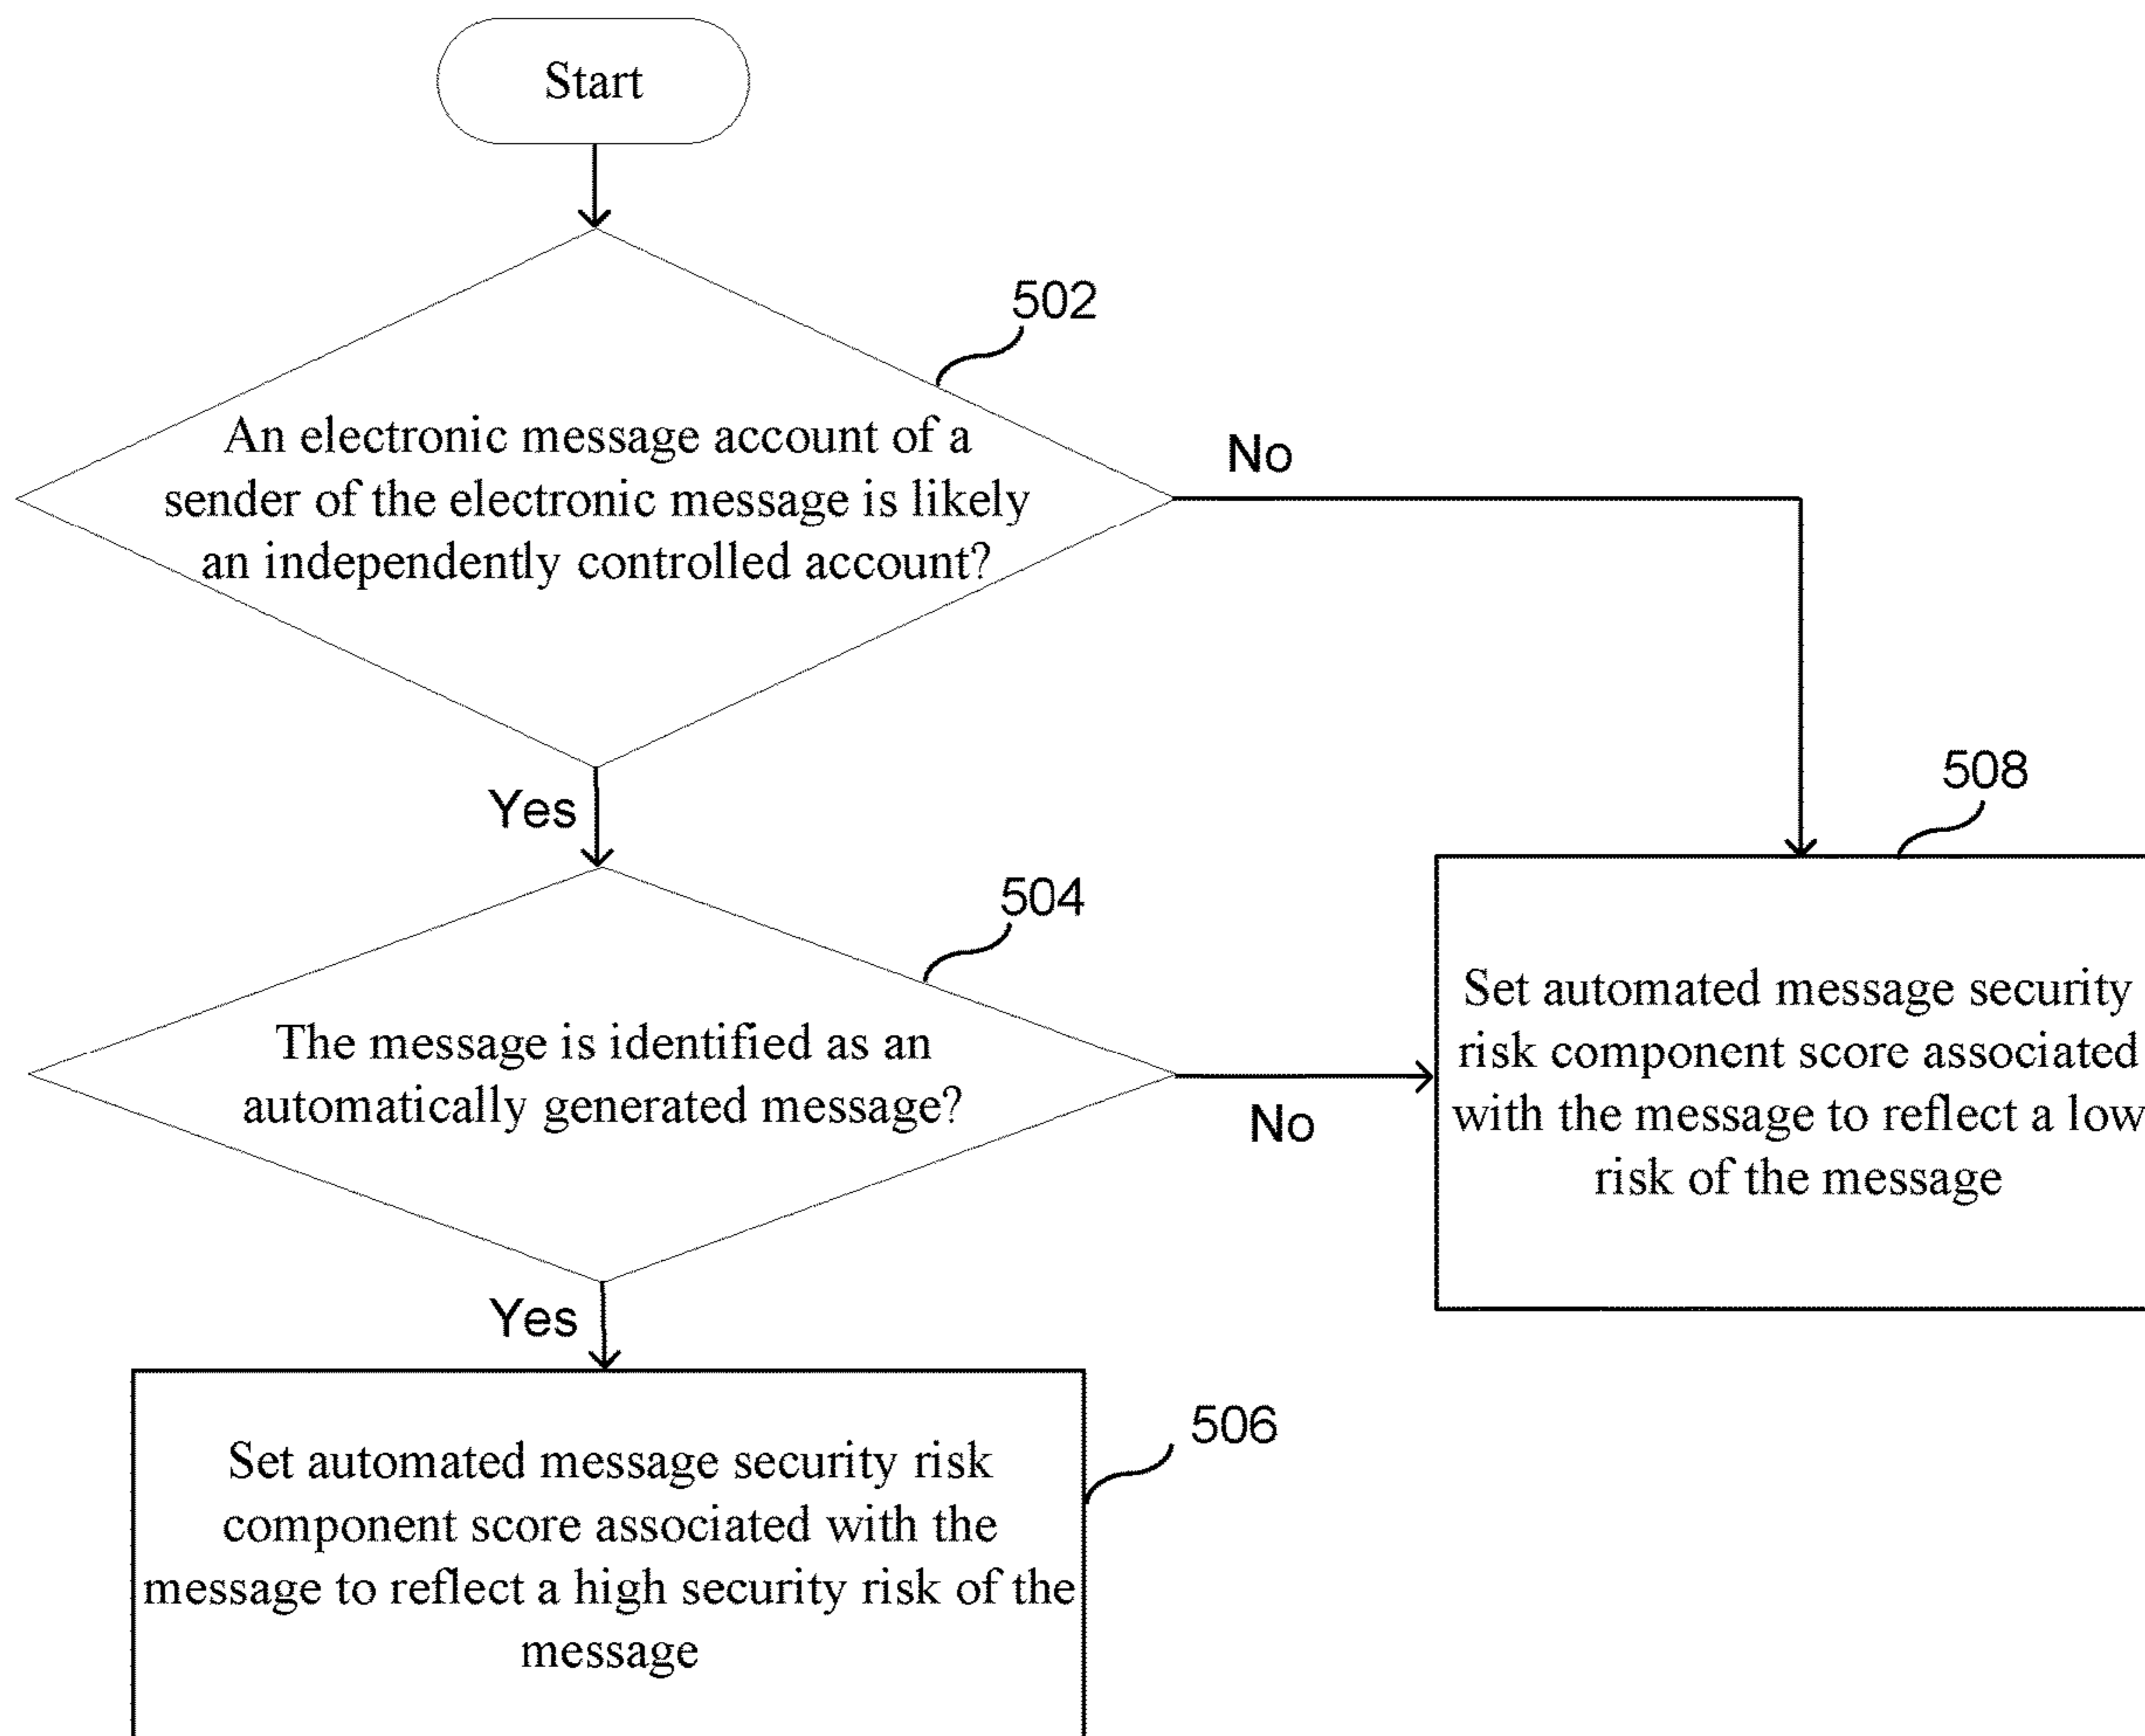 Start
502
An electronic message account of a
sender of the electronic message is likely
an independently controlled account?
No
Yes
508
504
The message is identified as an
automatically generated message?
No
Set automated message security
risk component score associated
with the message to reflect a low
risk of the message
Yes
506
Set automated message security risk
component score associated with the
message to reflect a high security risk of the
message